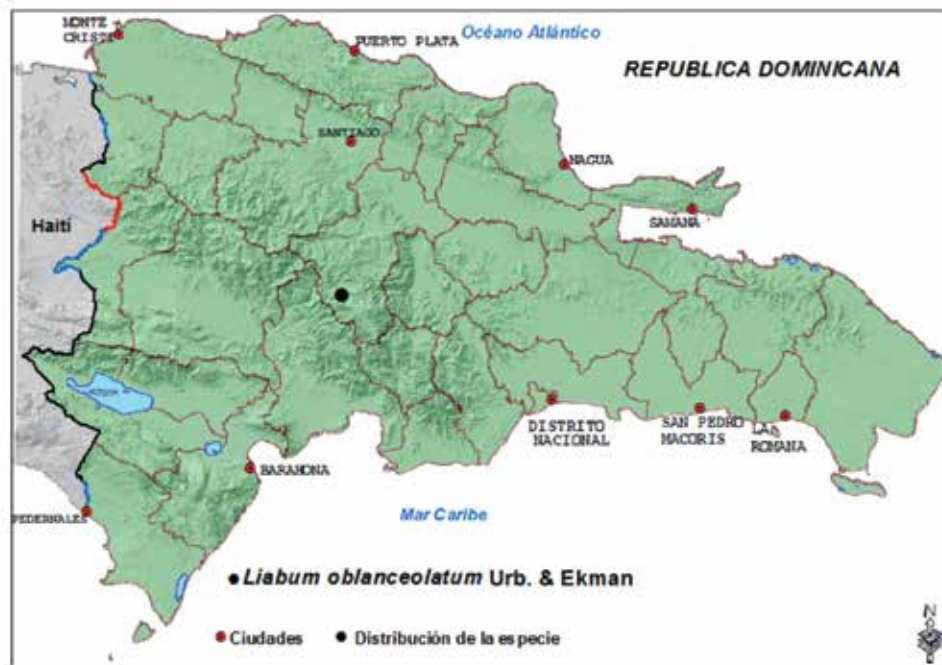 MONTE
CRISTI
PUERTO PLATA
Océano Atlántico
REPUBLICA DOMINICANA
SANTIAGO
NAGUA
SAMANA
Haití
DISTRITO
NACIONAL
SAN PEDRO
MACORIS
LA
ROMANA
BARAHONA
PEDERNALES
Mar Caribe
Liabum oblanceolatum Urb. & Ekman
Ciudades
Distribución de la especie
N